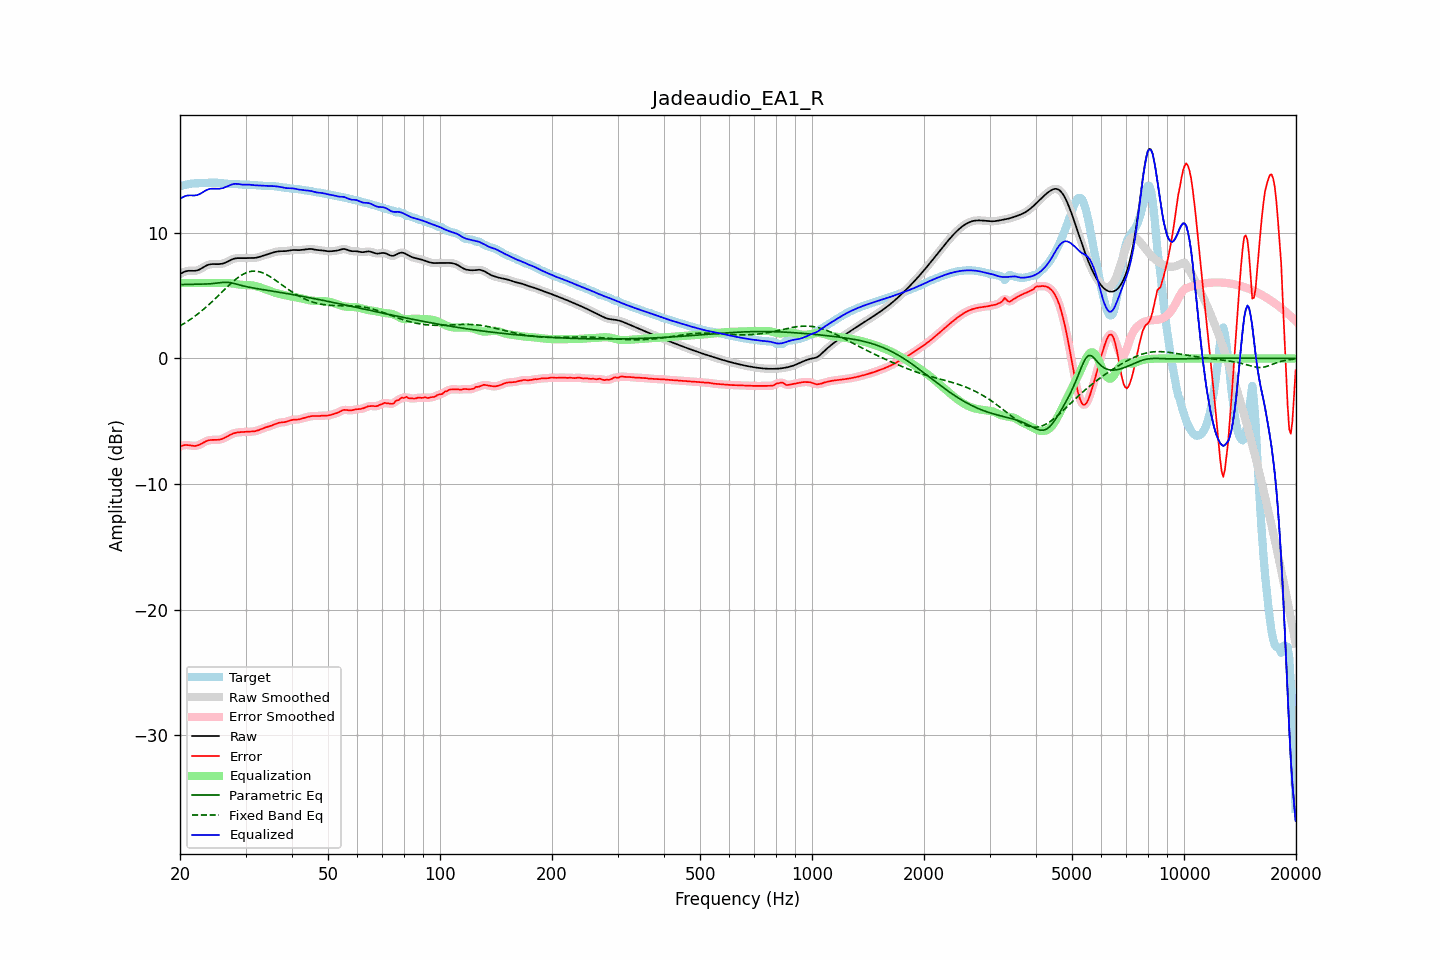 Jadeaudio_EA1_R
10
0
−10
−20
−30
Amplitude (dBr)
Target
Raw Smoothed
Error Smoothed
Raw
Error
Equalization
Parametric Eq
Fixed Band Eq
Equalized
20
50
100
200
500
1000
2000
5000
10000
20000
Frequency (Hz)